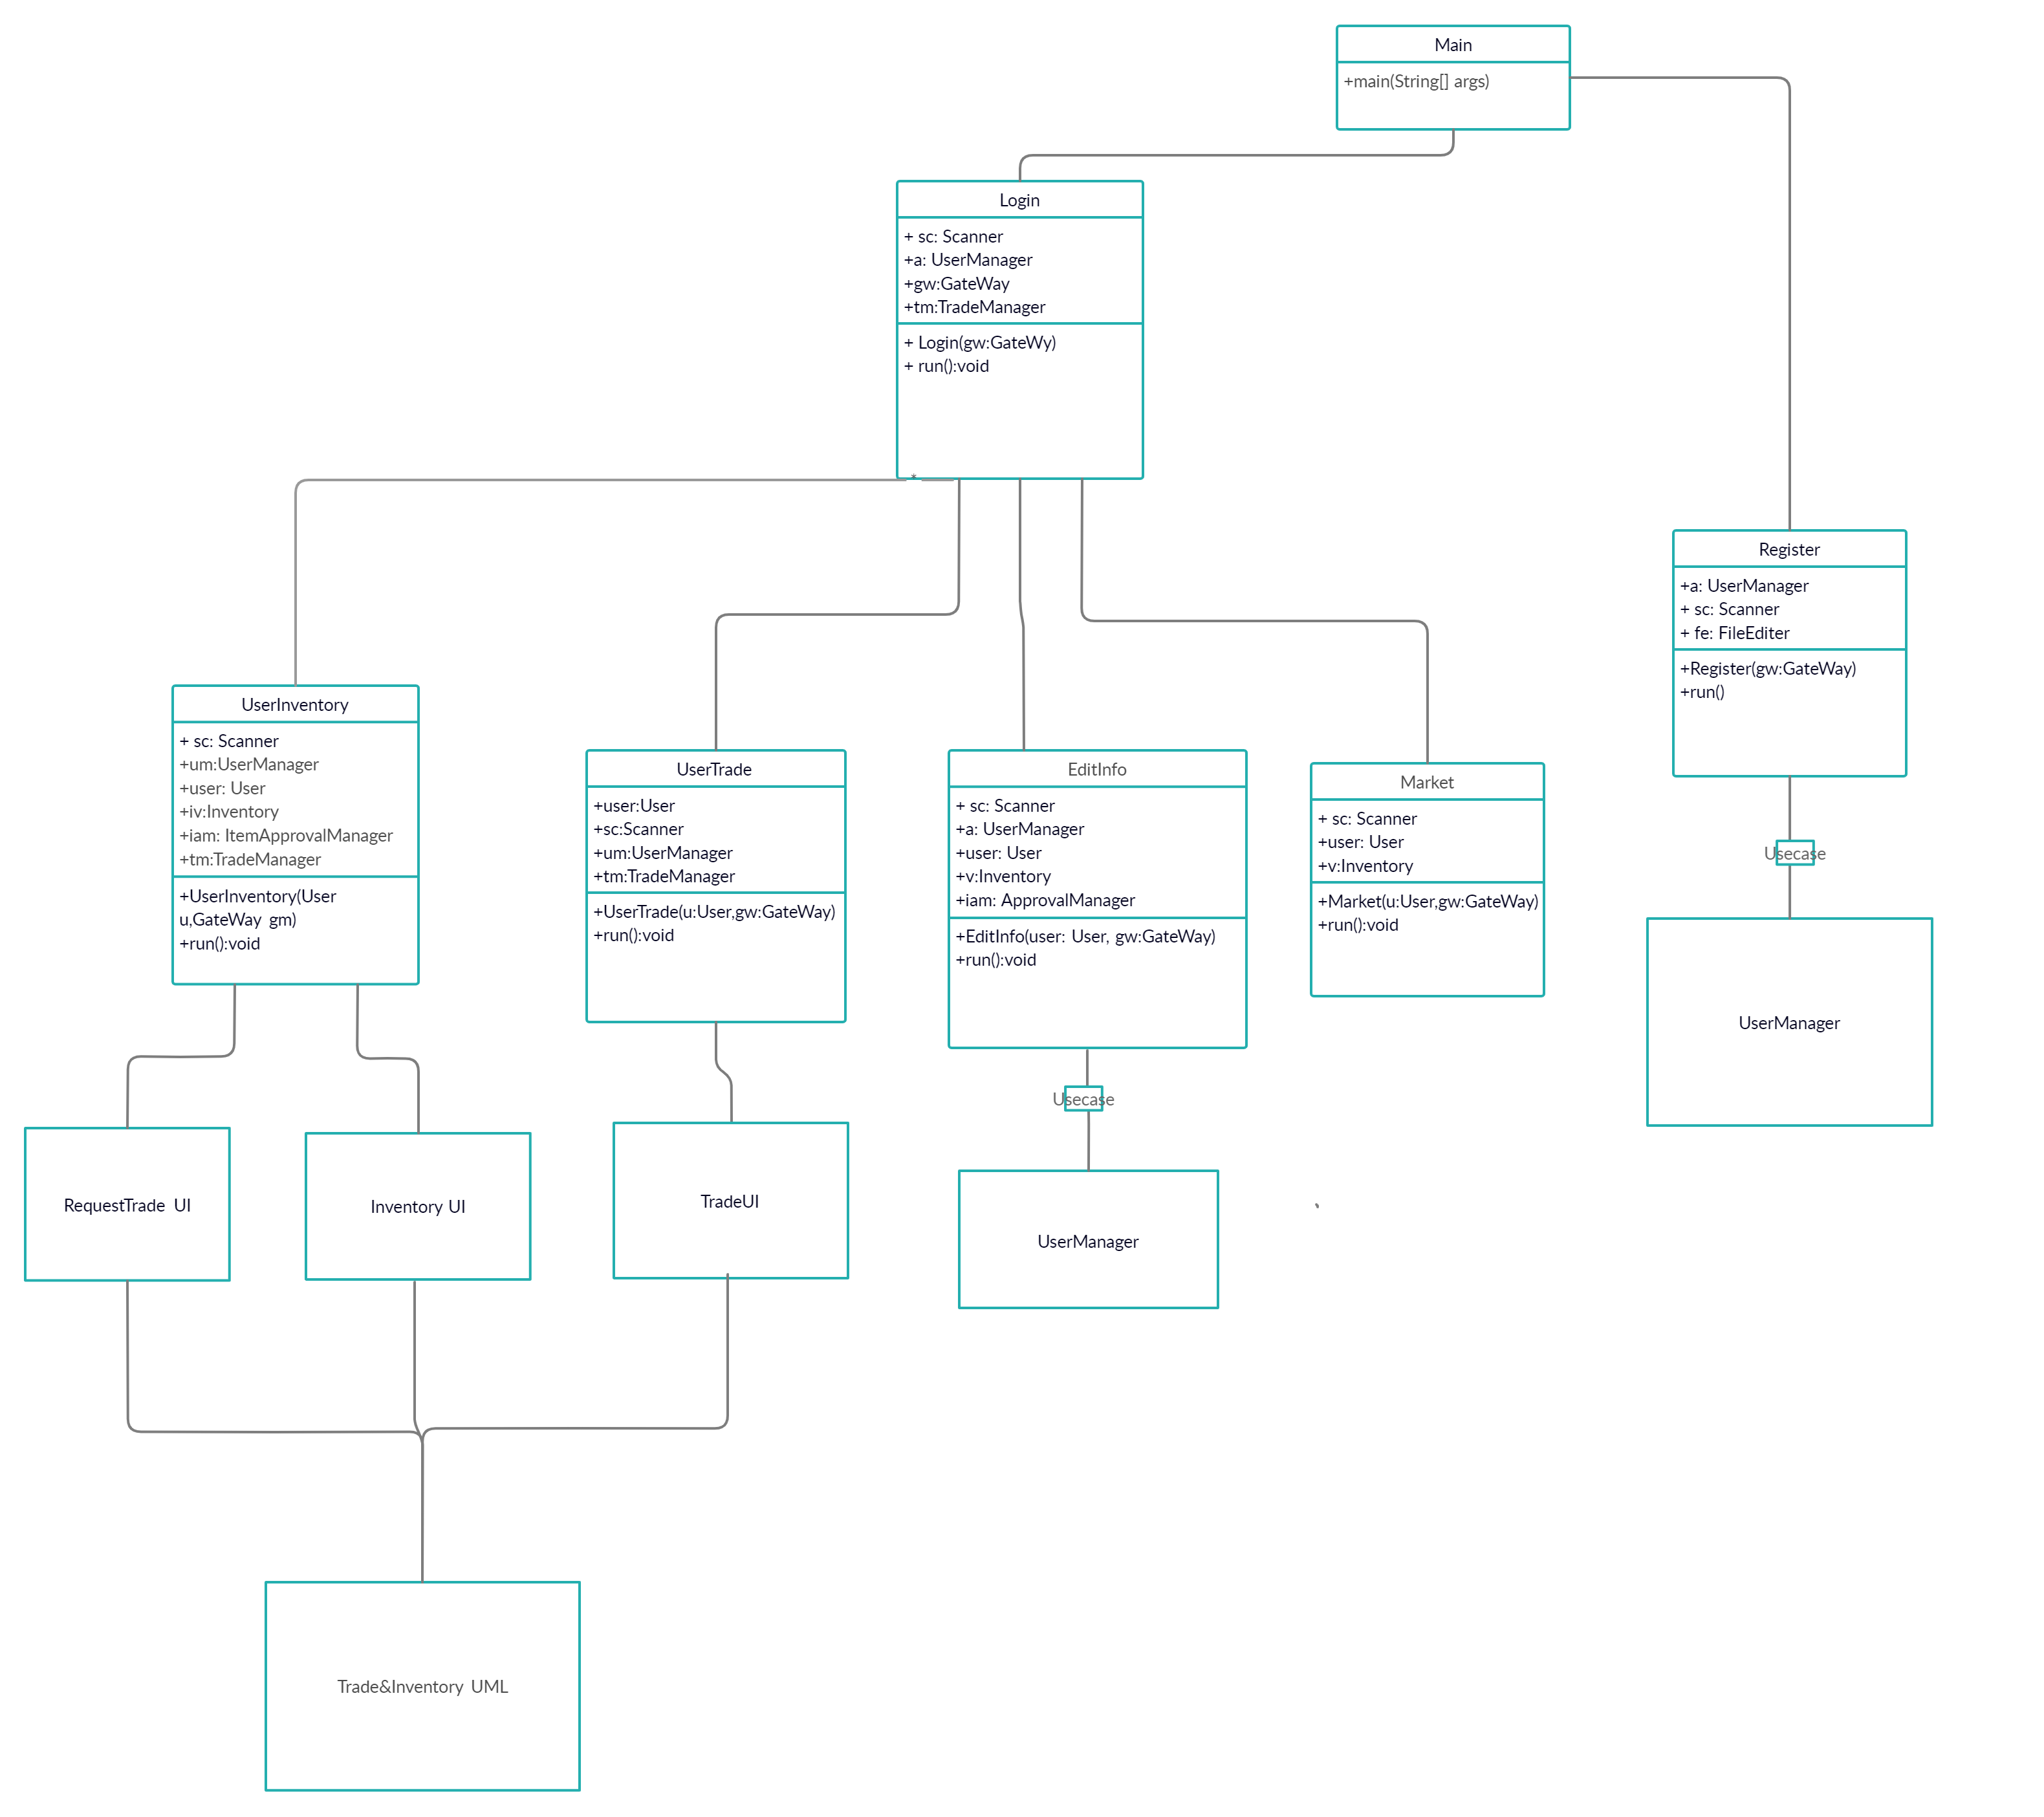 Main
+main(String[] args)
Login
+ sc: Scanner
+a: UserManager
+gw:GateWay
+tm:TradeManager
+ Login(gw:GateWy)
+ run():void
*
Register
+a: UserManager
+ sc: Scanner
+ fe: FileEditer
+Register(gw:GateWay)
+run()
UserInventory
+ sc: Scanner
+um:UserManager
+user: User
+iv:Inventory
+iam: ItemApprovalManager
+tm:TradeManager
+UserInventory(User
u,GateWay gm)
+run():void
UserTrade
+user:User
+sc:Scanner
+um:UserManager
+tm:TradeManager
+UserTrade(u:User,gw:GateWay)
+run():void
EditInfo
+ sc: Scanner
+a: UserManager
+user: User
+v:Inventory
+iam: ApprovalManager
+EditInfo(user: User, gw:GateWay)
+run():void
Market
+ sc: Scanner
+user: User
+v:Inventory
+Market(u:User,gw:GateWay)
+run():void
Usecase
UserManager
Usecase
RequestTrade UI
Inventory UI
TradeUI
UserManager
Trade&Inventory UML